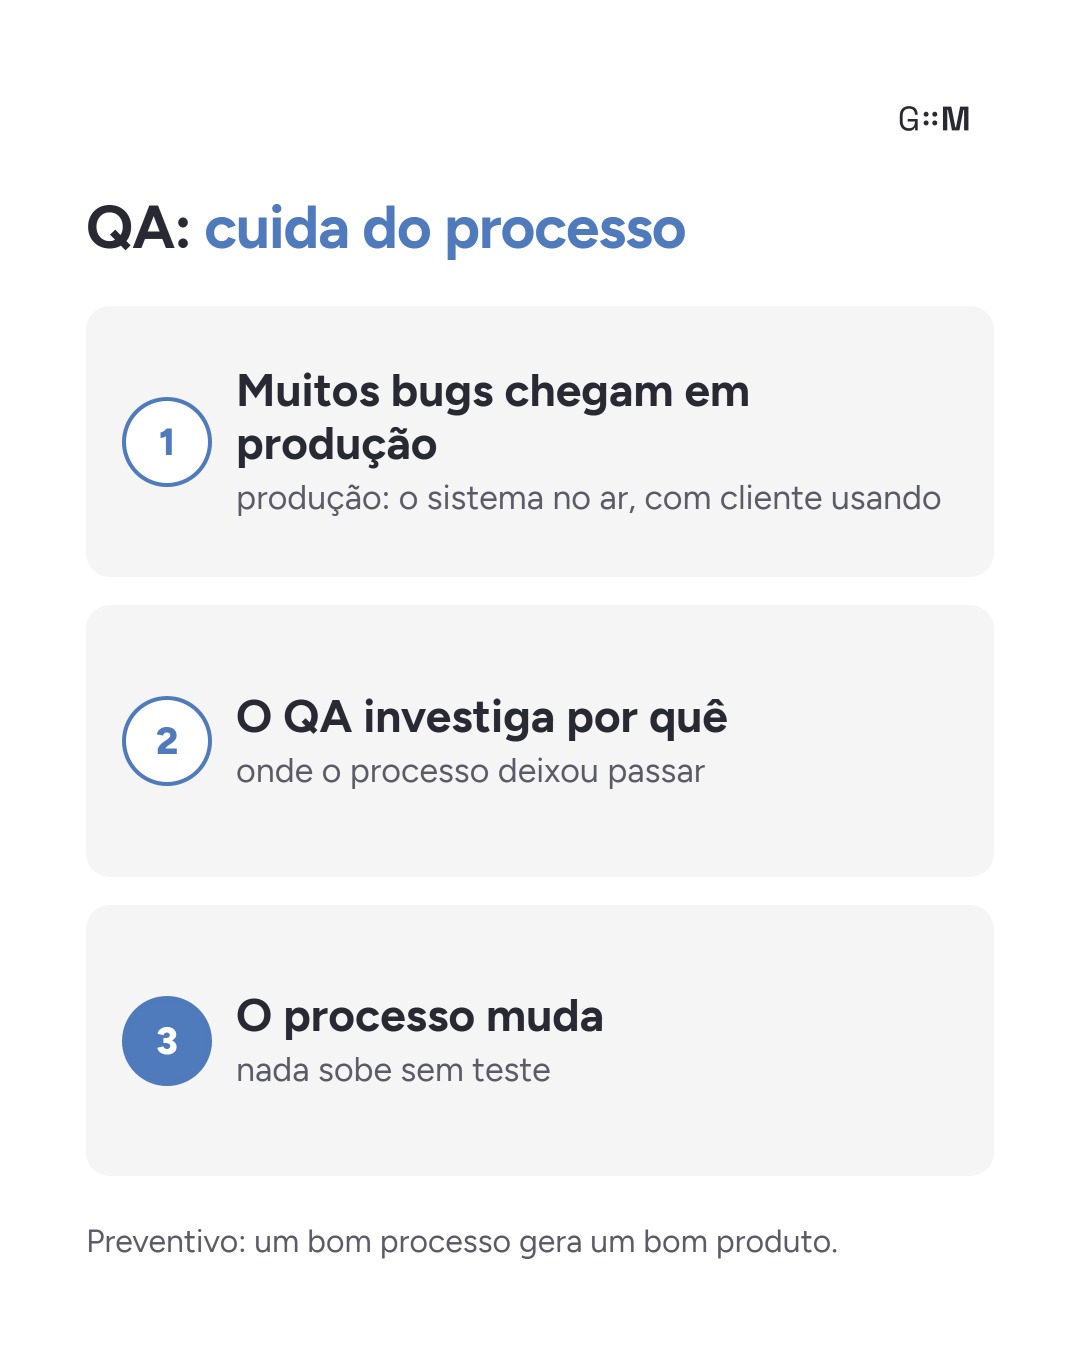 G::M
QA: cuida do processo
Muitos bugs chegam em
produção
1
produção: o sistema no ar, com cliente usando
O QA investiga por quê
2
onde o processo deixou passar
O processo muda
3
nada sobe sem teste
Preventivo: um bom processo gera um bom produto.